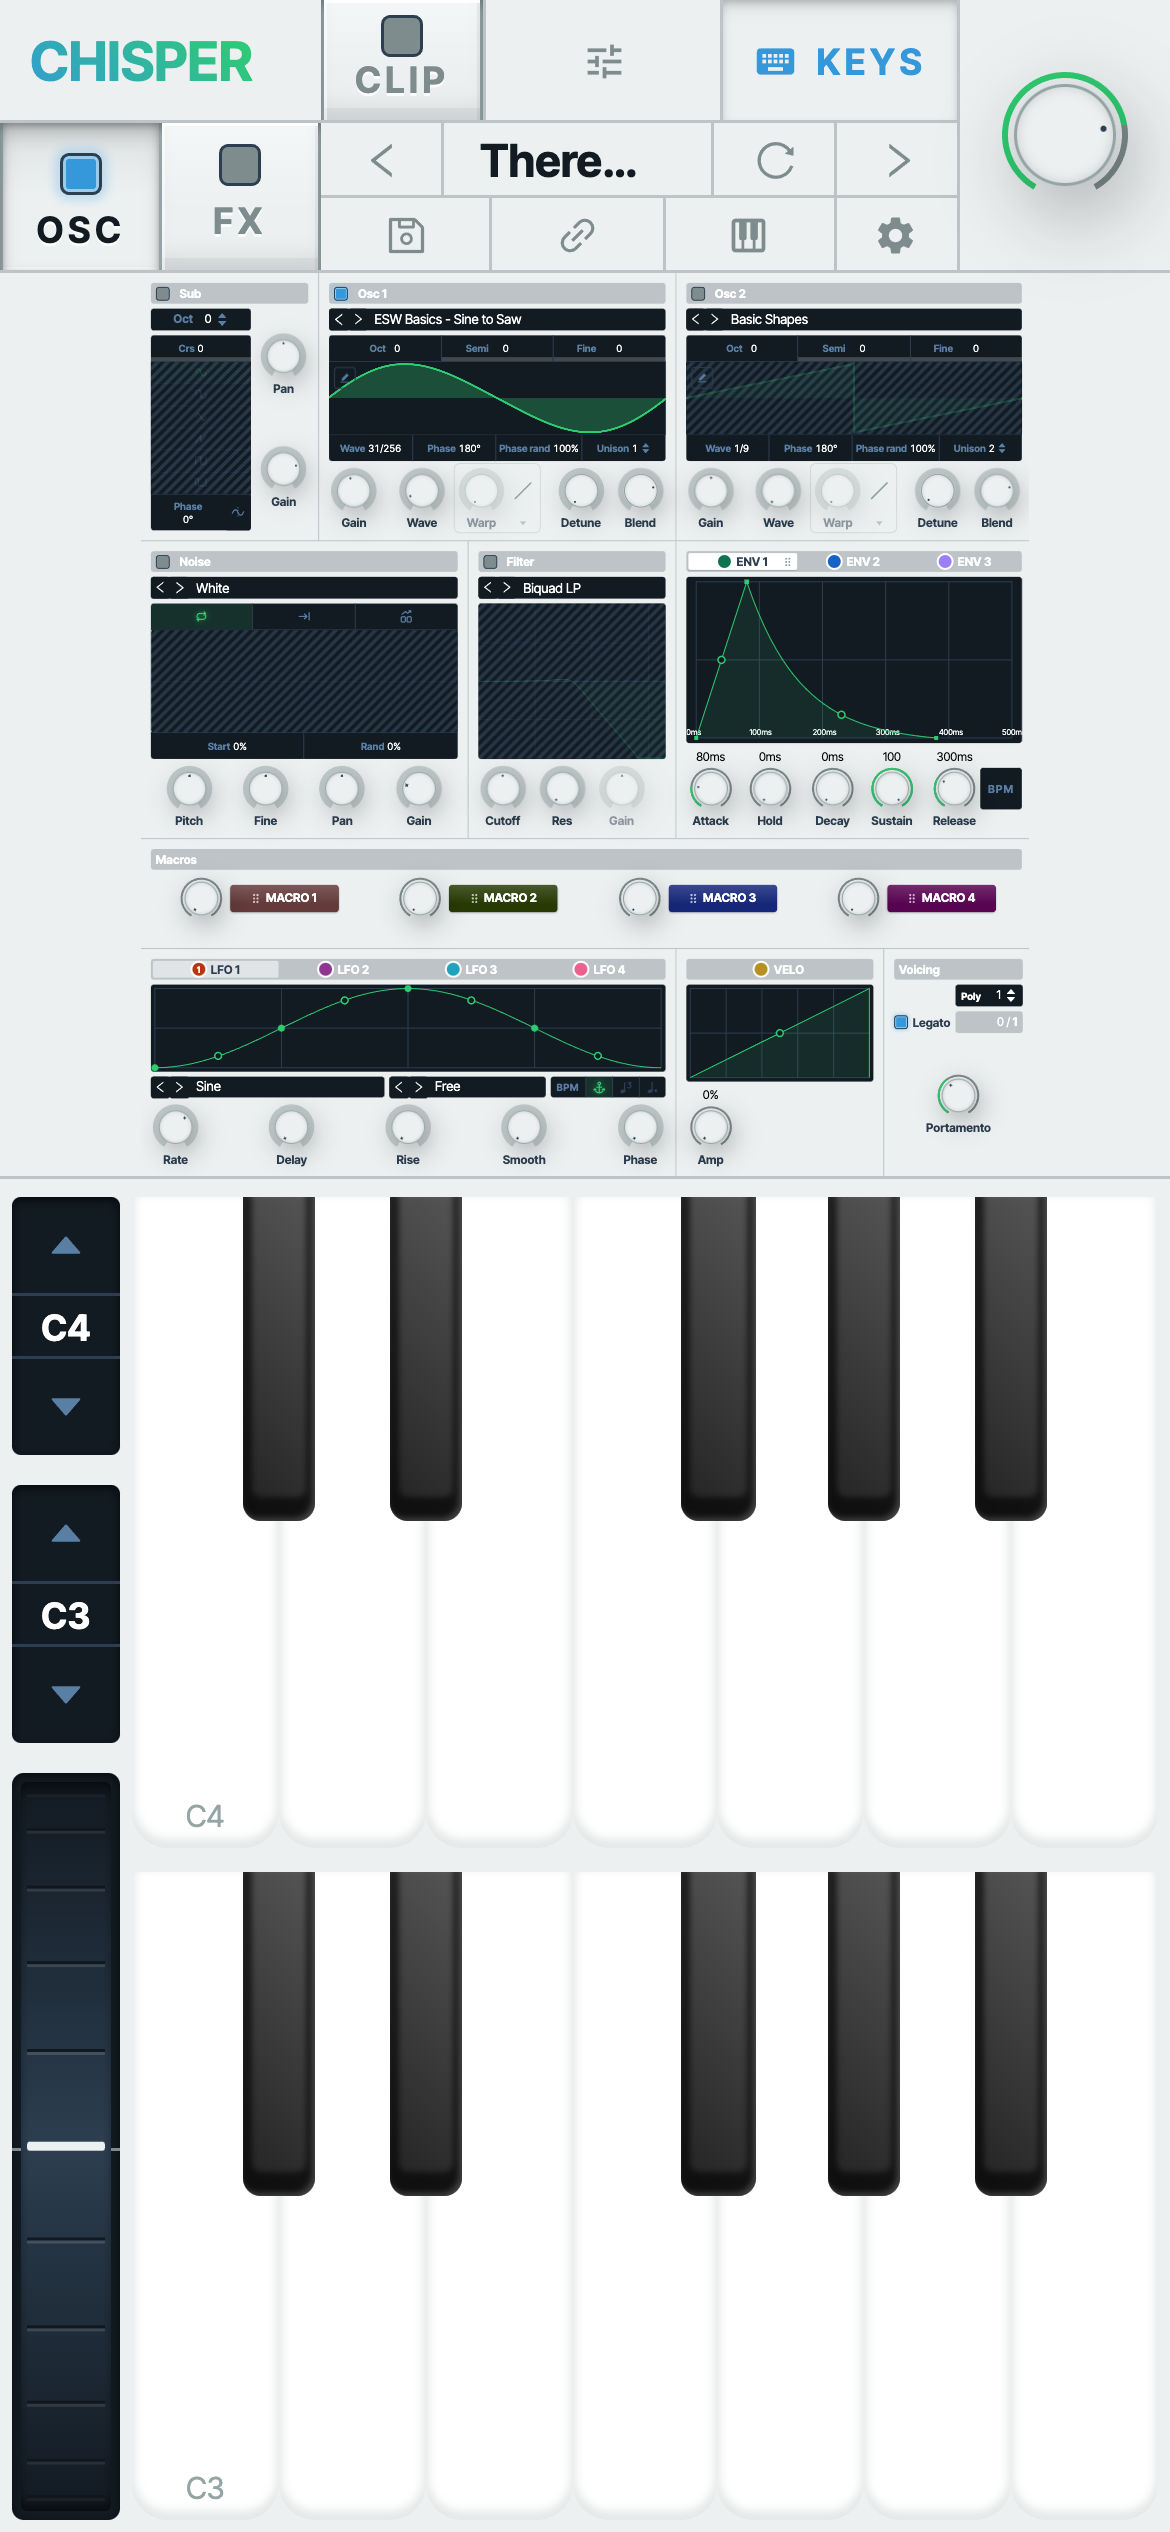 CHISPER
CLIP
KEYS
OSC
FX
There...
Sub
Osc 1
Osc 2
Oct 0
ESW Basics - Sine to Saw
Basic Shapes
Crs 0
Oct 0 Semi 0 Fine 0
Oct 0 Semi 0 Fine 0
Pan
Wave 31/256 Phase 180° Phase rand 100% Unison 1
Wave 1/9 Phase 180° Phase rand 100% Unison 2
Gain
Phase
0°
Gain Wave Warp Detune Blend
Gain Wave Warp Detune Blend
Noise
Filter
ENV 1 ENV 2 ENV 3
White
Biquad LP
0ms 100ms 200ms 300ms 400ms 500m
Start 0% Rand 0%
80ms 0ms 0ms 100 300ms
BPM
Pitch Fine Pan Gain
Cutoff Res Gain
Attack Hold Decay Sustain Release
Macros
MACRO 1 MACRO 2 MACRO 3 MACRO 4
1 LFO 1 LFO 2 LFO 3 LFO 4
VELO
Voicing
Poly 1
Legato 0 / 1
Sine
Free
BPM
0%
Rate Delay Rise Smooth Phase
Amp
Portamento
C4
C3
C4
C3